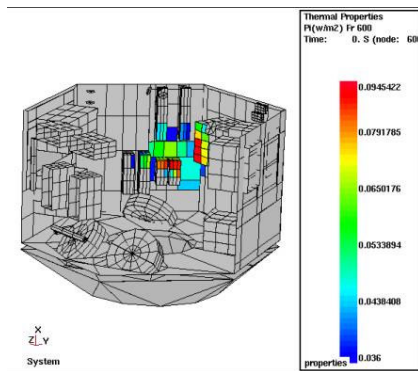 Thermal Properties
Pl(w/m2) Fr 600
Time: 0. S (node: 600
0.0945422
0.0791785
0.0650176
0.0533894
0.0438408
0.036
properties
X
Z Y
System